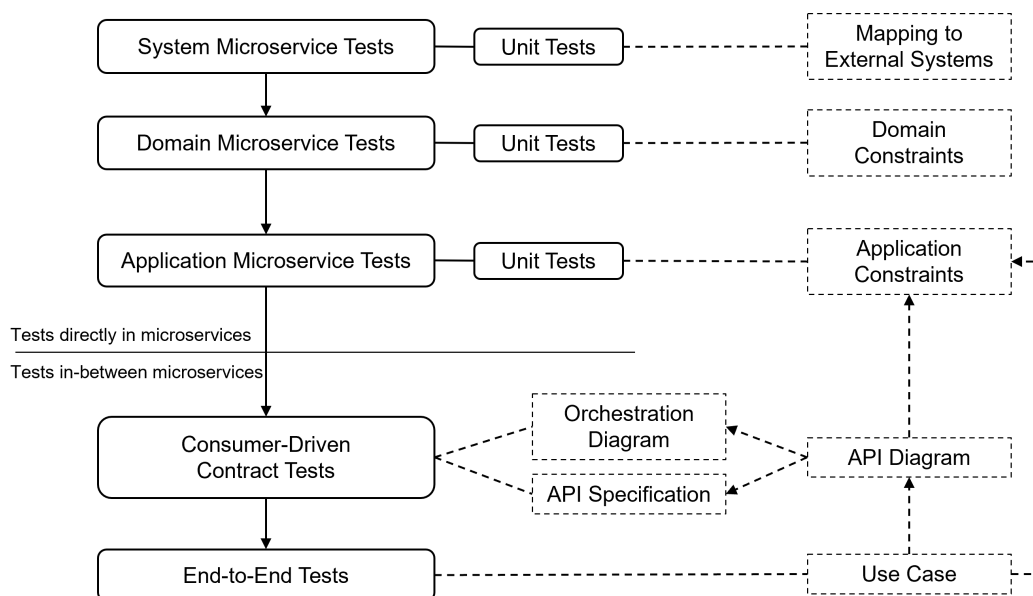 System Microservice Tests
Unit Tests
Mapping to
External Systems
Domain Microservice Tests
Unit Tests
Domain
Constraints
Application Microservice Tests
Unit Tests
Application
Constraints
Tests directly in microservices
Tests in-between microservices
Consumer-Driven
Contract Tests
Orchestration
Diagram
API Specification
API Diagram
End-to-End Tests
Use Case